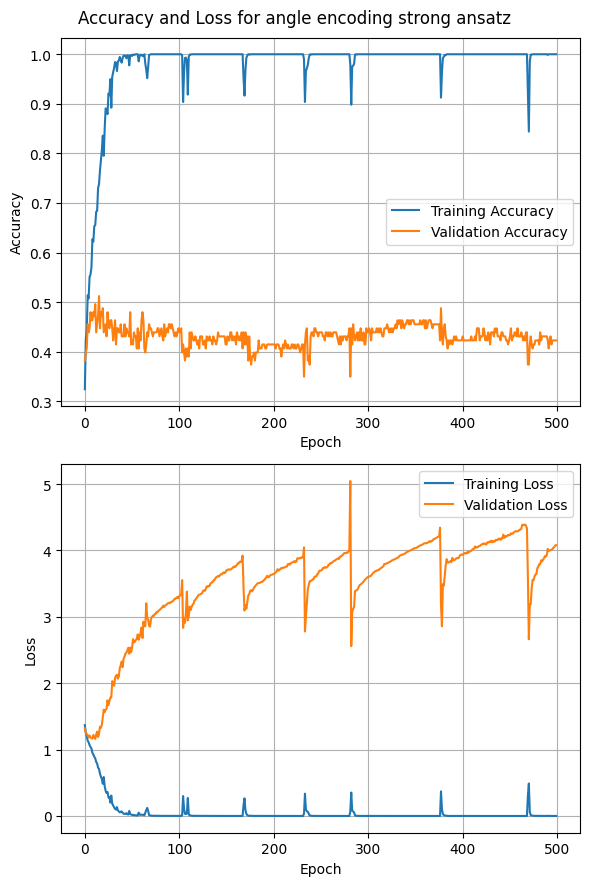 Accuracy and Loss for angle encoding strong ansatz
1.0
0.9
0.8
0.7
0.6
0.5
0.4
0.3
Accuracy
Training Accuracy
Validation Accuracy
0 100 200 300 400 500
Epoch
5
4
3
2
1
0
Loss
Training Loss
Validation Loss
0 100 200 300 400 500
Epoch